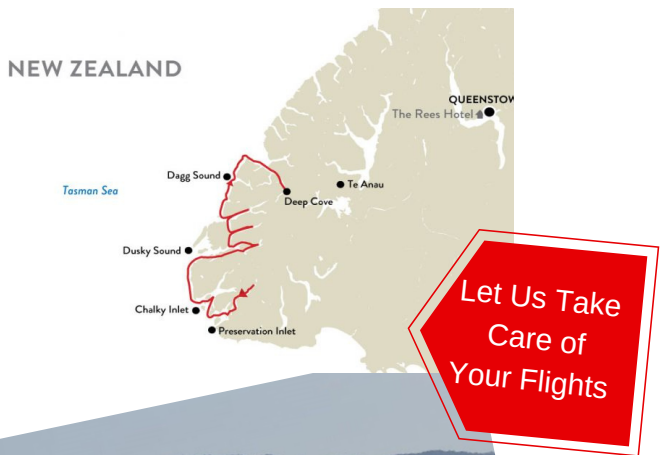 NEW ZEALAND
QUEENSTOW
The Rees Hotel
Dagg Sound
Te Anau
Tasman Sea
Deep Cove
Dusky Sound
Chalky Inlet
Preservation Inlet
Let Us Take
Care of
Your Flights